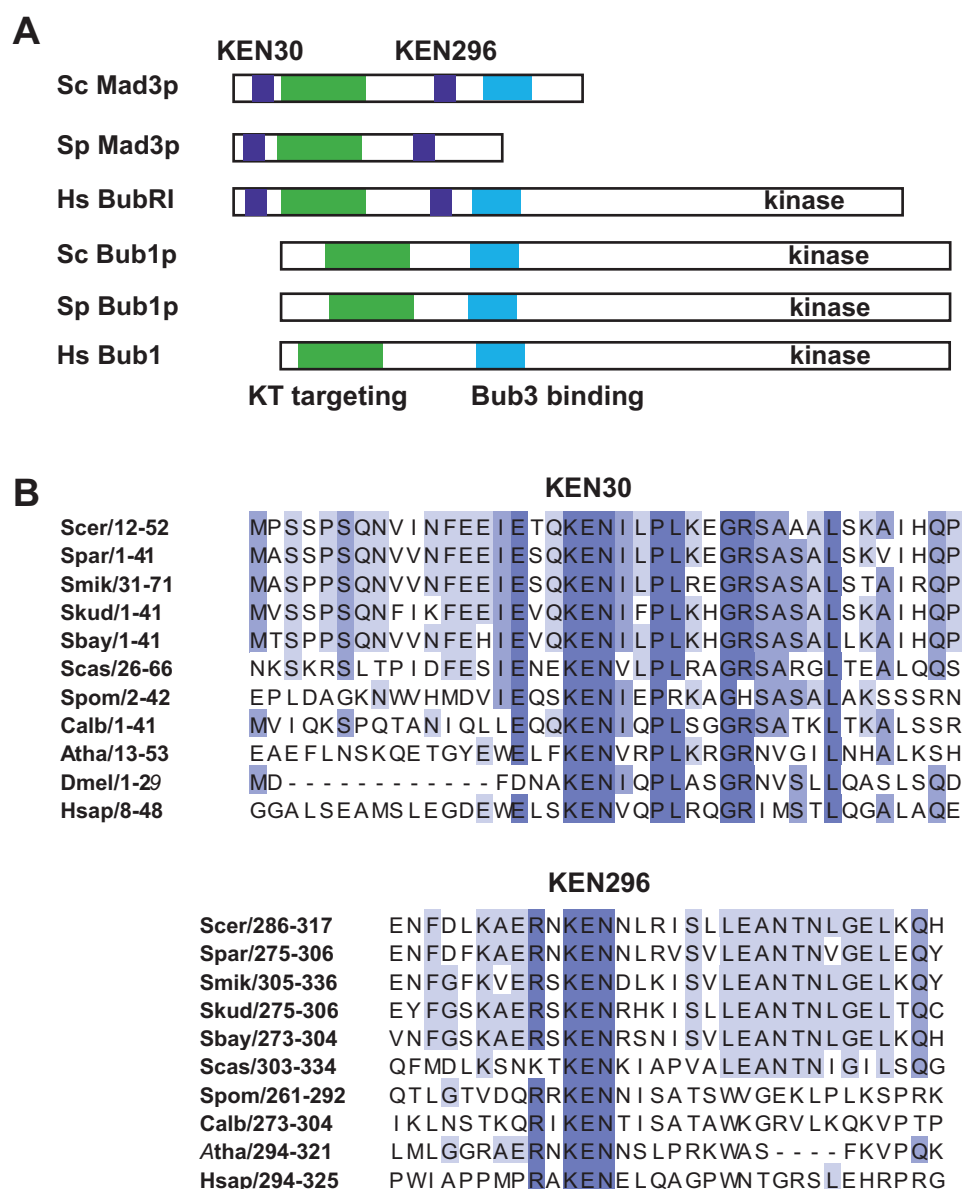 A
KEN30 KEN296
Sc Mad3p
Sp Mad3p
Hs BubRI kinase
Sc Bub1p kinase
Sp Bub1p kinase
Hs Bub1 kinase
KT targeting Bub3 binding
B
KEN30
Scer/12-52 MPSSPSQNVINFEEIETQKENILPLKEGRSAAALSKAIHQP
Spar/1-41 MASSPSQNVVNFEEIESQKENILPLKEGRSASALSKVIHQP
Smik/31-71 MASPPSQNVVNFEEIESQKENILPLREGRSASALSTAIRQP
Skud/1-41 MVSSPSQNFIKFEEIEVQKENIFPLKHGRSASALSKAIHQP
Sbay/1-41 MTSPPSQNVVNFEHIEVQKENILPLKHGRSASALLKAIHQP
Scas/26-66 NKSKRSLTPIDFESIENEKENVLPLRAGRSARGLTEALQQS
Spom/2-42 EPLDAGKNWVHMDVIEQSKENIEPRKAGHSASALAKSSSRN
Calb/1-41 MVIQKSPQTANIQLLEQQKENIQPLSGGRSATKLTKALSSR
Atha/13-53 EAEFLNSKQETGYEWELFKENVRPLKRGRNVGILNHALKSH
Dmel/1-29 MD------------FDNAKENIQPLASGRNVSLLQASLSQD
Hsap/8-48 GGALSEAMSLEGDEWELSKENVQPLRQGRIMSTLQGALAQE
KEN296
Scer/286-317 ENFDLKAERNKENNLRISLLEANTNLGELKQH
Spar/275-306 ENFDFKAERNKENNLRVSVLEANTNVGELEQY
Smik/305-336 ENFGFKVERSKENDLKISVLEANTNLGELKQY
Skud/275-306 EYFGSKAERSKENRHKISLLEANTNLGELTQC
Sbay/273-304 VNFGSKAERSKENRSNISVLEANTNLGELKQH
Scas/303-334 QFMDLKSNKTKENKIAPVALEANTNIGILSQG
Spom/261-292 QTLGTVDQRRKENNISATSWVGEKLPLKSPRK
Calb/273-304 IKLNSTKQRIKENTISATAWKGRVLKQKVPTP
Atha/294-321 LMLGGRAERNKENNSLPRKWAS----FKVPQK
Hsap/294-325 PWIAPPMPRAKENELQAGPWNTGRSLEHRPRG